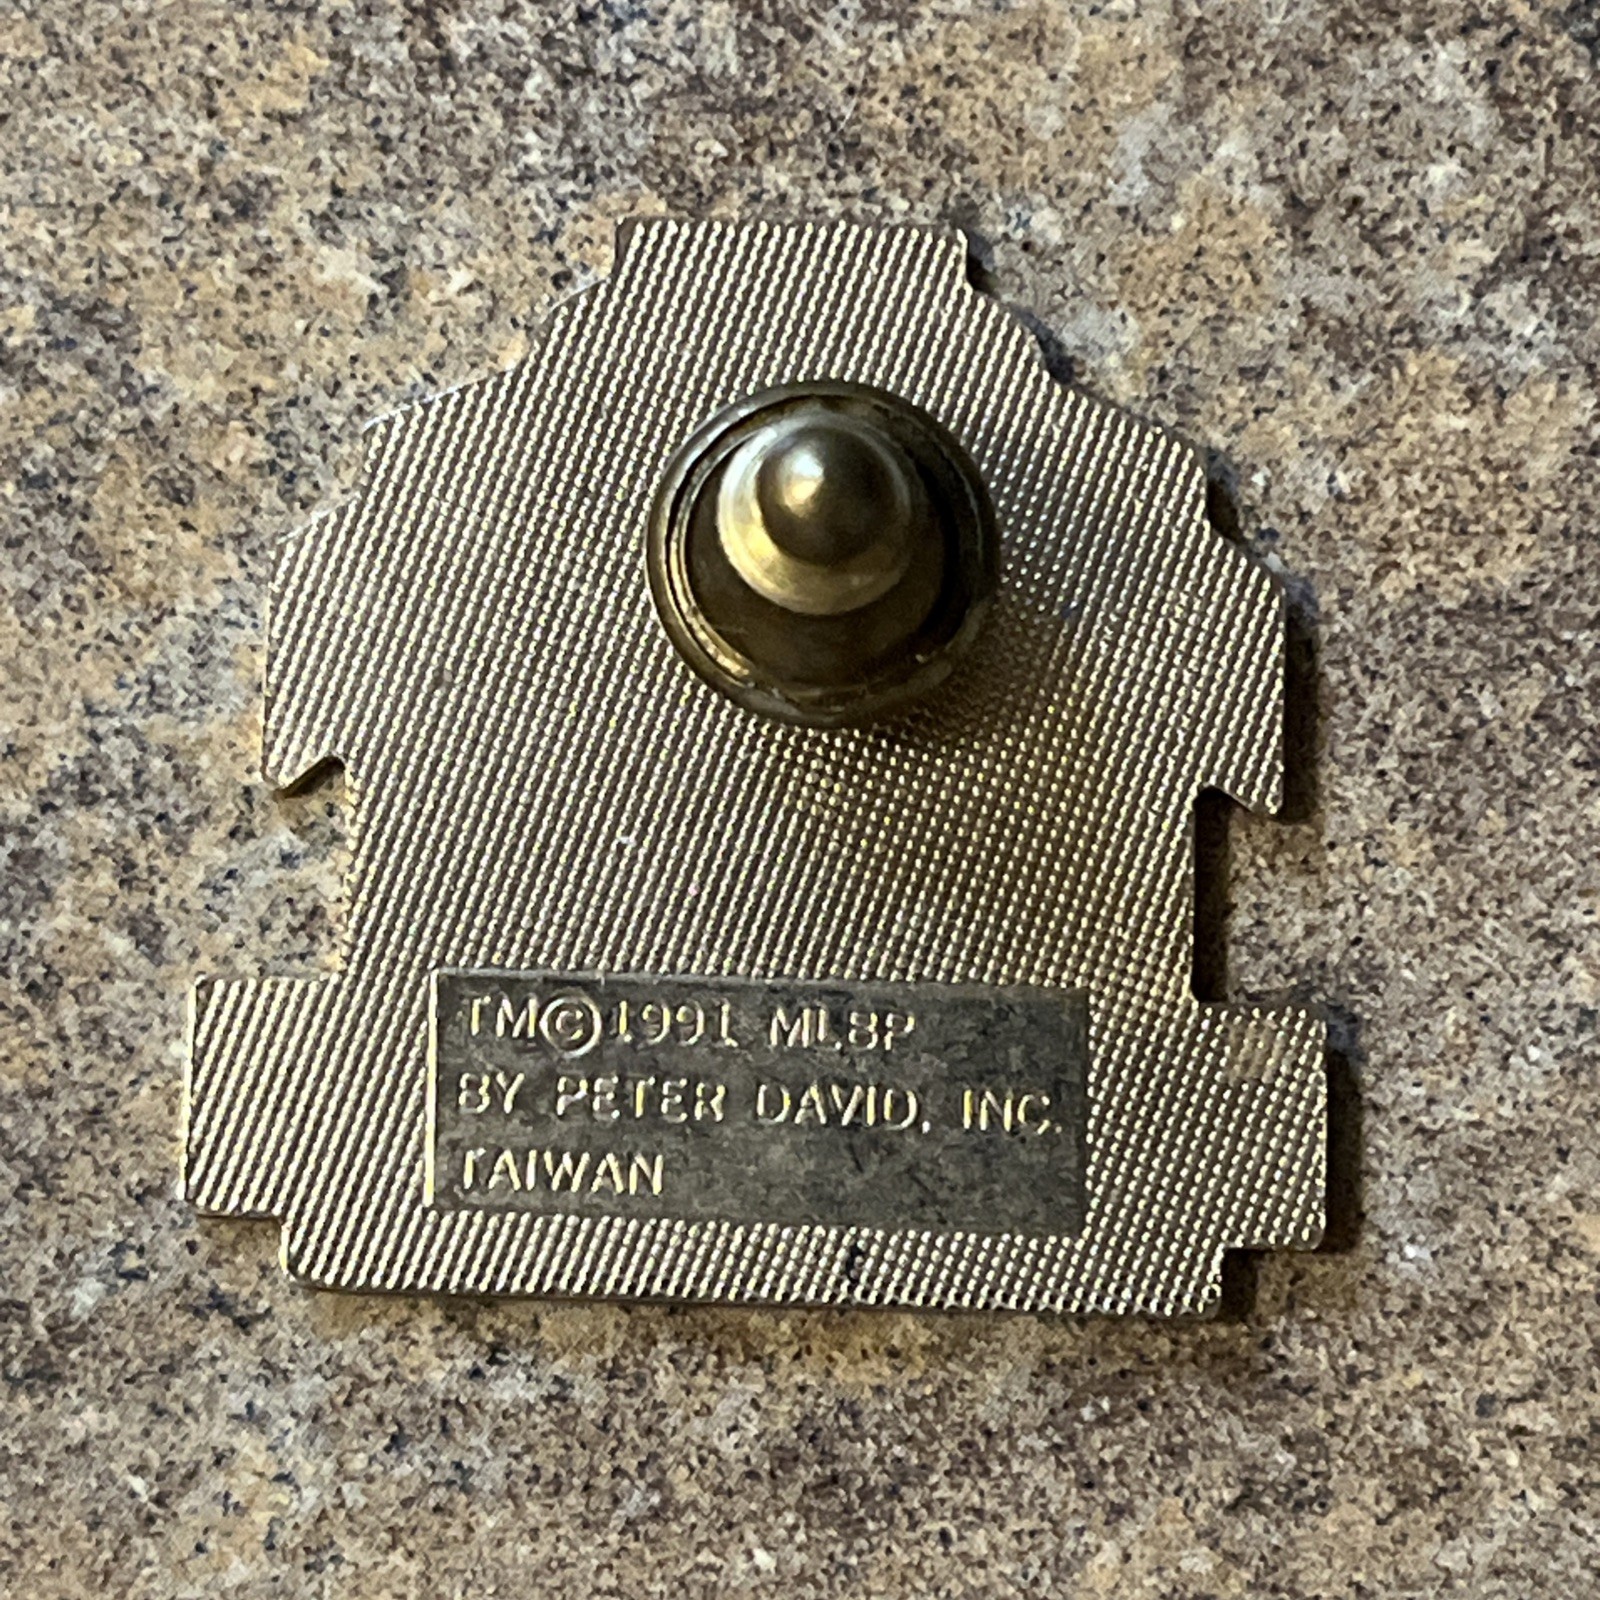 TM©1991 MLBP
BY PETER DAVID, INC.
TAIWAN